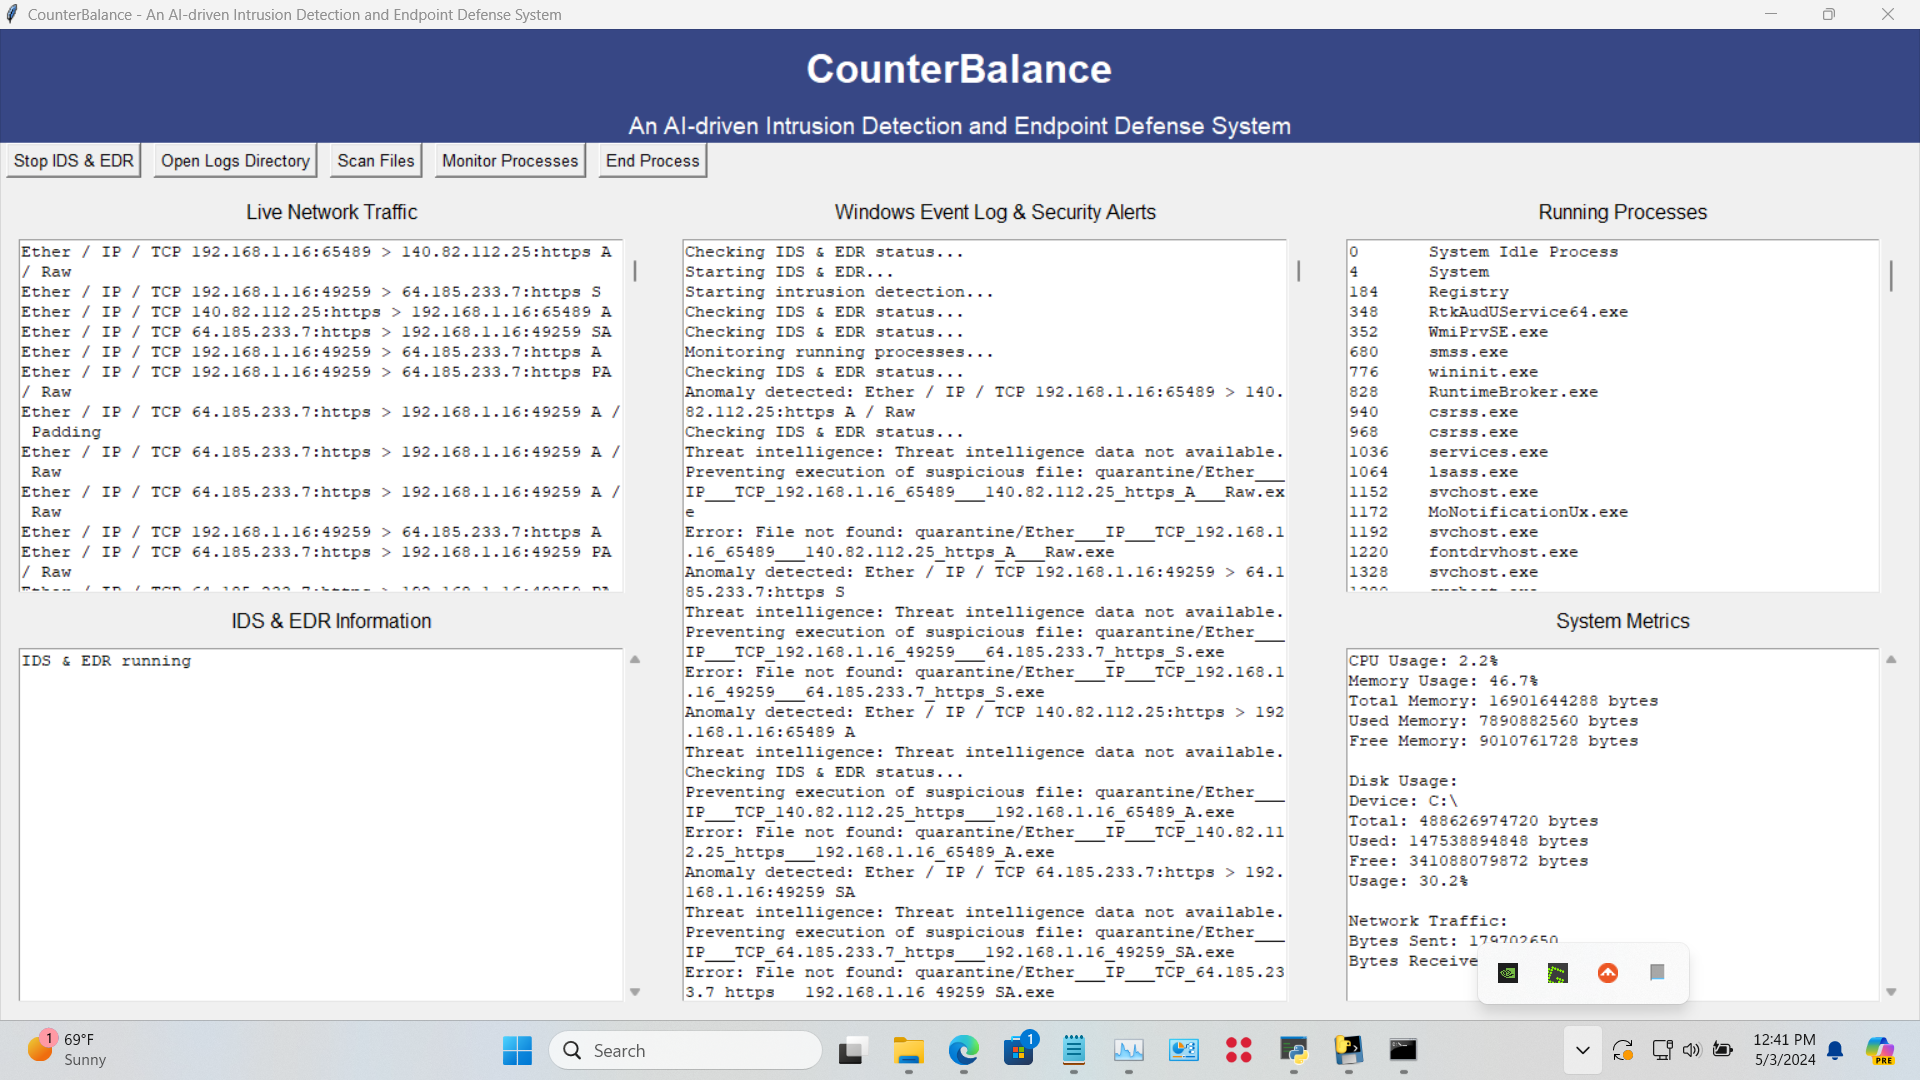 CounterBalance - An AI-driven Intrusion Detection and Endpoint Defense System
CounterBalance
An AI-driven Intrusion Detection and Endpoint Defense System
Stop IDS & EDR
Open Logs Directory
Scan Files
Monitor Processes
End Process
Live Network Traffic
Ether / IP / TCP 192.168.1.16:65489 > 140.82.112.25:https A
/ Raw
Ether / IP / TCP 192.168.1.16:49259 > 64.185.233.7:https S
Ether / IP / TCP 140.82.112.25:https > 192.168.1.16:65489 A
Ether / IP / TCP 64.185.233.7:https > 192.168.1.16:49259 SA
Ether / IP / TCP 192.168.1.16:49259 > 64.185.233.7:https A
Ether / IP / TCP 192.168.1.16:49259 > 64.185.233.7:https PA
/ Raw
Ether / IP / TCP 64.185.233.7:https > 192.168.1.16:49259 A /
Padding
Ether / IP / TCP 64.185.233.7:https > 192.168.1.16:49259 A /
Raw
Ether / IP / TCP 64.185.233.7:https > 192.168.1.16:49259 A /
Raw
Ether / IP / TCP 192.168.1.16:49259 > 64.185.233.7:https A
Ether / IP / TCP 64.185.233.7:https > 192.168.1.16:49259 PA
/ Raw
IDS & EDR Information
IDS & EDR running
Windows Event Log & Security Alerts
Checking IDS & EDR status...
Starting IDS & EDR...
Starting intrusion detection...
Checking IDS & EDR status...
Checking IDS & EDR status...
Monitoring running processes...
Checking IDS & EDR status...
Anomaly detected: Ether / IP / TCP 192.168.1.16:65489 > 140.
82.112.25:https A / Raw
Checking IDS & EDR status...
Threat intelligence: Threat intelligence data not available.
Preventing execution of suspicious file: quarantine/Ether___
IP___TCP_192.168.1.16_65489___140.82.112.25_https_A___Raw.ex
e
Error: File not found: quarantine/Ether___IP___TCP_192.168.1
.16_65489___140.82.112.25_https_A___Raw.exe
Anomaly detected: Ether / IP / TCP 192.168.1.16:49259 > 64.1
85.233.7:https S
Threat intelligence: Threat intelligence data not available.
Preventing execution of suspicious file: quarantine/Ether___
IP___TCP_192.168.1.16_49259___64.185.233.7_https_S.exe
Error: File not found: quarantine/Ether___IP___TCP_192.168.1
.16_49259___64.185.233.7_https_S.exe
Anomaly detected: Ether / IP / TCP 140.82.112.25:https > 192
.168.1.16:65489 A
Threat intelligence: Threat intelligence data not available.
Checking IDS & EDR status...
Preventing execution of suspicious file: quarantine/Ether___
IP___TCP_140.82.112.25_https___192.168.1.16_65489_A.exe
Error: File not found: quarantine/Ether___IP___TCP_140.82.11
2.25_https___192.168.1.16_65489_A.exe
Anomaly detected: Ether / IP / TCP 64.185.233.7:https > 192.
168.1.16:49259 SA
Threat intelligence: Threat intelligence data not available.
Preventing execution of suspicious file: quarantine/Ether___
IP___TCP_64.185.233.7_https___192.168.1.16_49259_SA.exe
Error: File not found: quarantine/Ether___IP___TCP_64.185.23
3.7_https___192.168.1.16_49259_SA.exe
Running Processes
0 System Idle Process
4 System
184 Registry
348 RtkAudUService64.exe
352 WmiPrvSE.exe
680 smss.exe
776 wininit.exe
828 RuntimeBroker.exe
940 csrss.exe
968 csrss.exe
1036 services.exe
1064 lsass.exe
1152 svchost.exe
1172 MoNotificationUx.exe
1192 svchost.exe
1220 fontdrvhost.exe
1328 svchost.exe
System Metrics
CPU Usage: 2.2%
Memory Usage: 46.7%
Total Memory: 16901644288 bytes
Used Memory: 7890882560 bytes
Free Memory: 9010761728 bytes
Disk Usage:
Device: C:\
Total: 488626974720 bytes
Used: 147538894848 bytes
Free: 341088079872 bytes
Usage: 30.2%
Network Traffic:
Bytes Sent: 179702650
Bytes Receive
1
69°F
Sunny
Search
1
12:41 PM
5/3/2024
PRE